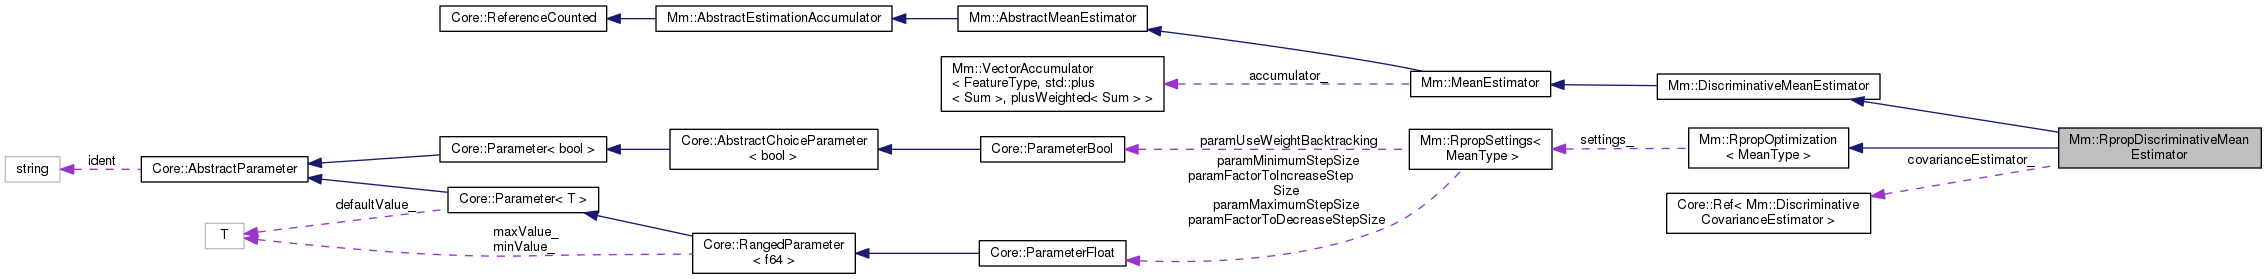 Core::ReferenceCounted
Mm::AbstractEstimationAccumulator
Mm::AbstractMeanEstimator
Mm::VectorAccumulator
< FeatureType, std::plus
< Sum >, plusWeighted< Sum > >
accumulator_
Mm::MeanEstimator
Mm::DiscriminativeMeanEstimator
string
ident
Core::AbstractParameter
Core::Parameter< bool >
Core::AbstractChoiceParameter
< bool >
Core::ParameterBool
paramUseWeightBacktracking
paramMinimumStepSize
paramFactorToIncreaseStep
Size
paramMaximumStepSize
paramFactorToDecreaseStepSize
Mm::RpropSettings<
MeanType >
settings_
Mm::RpropOptimization
< MeanType >
covarianceEstimator_
Mm::RpropDiscriminativeMean
Estimator
Core::Ref< Mm::Discriminative
CovarianceEstimator >
T
defaultValue_
Core::Parameter< T >
maxValue_
minValue_
Core::RangedParameter
< f64 >
Core::ParameterFloat